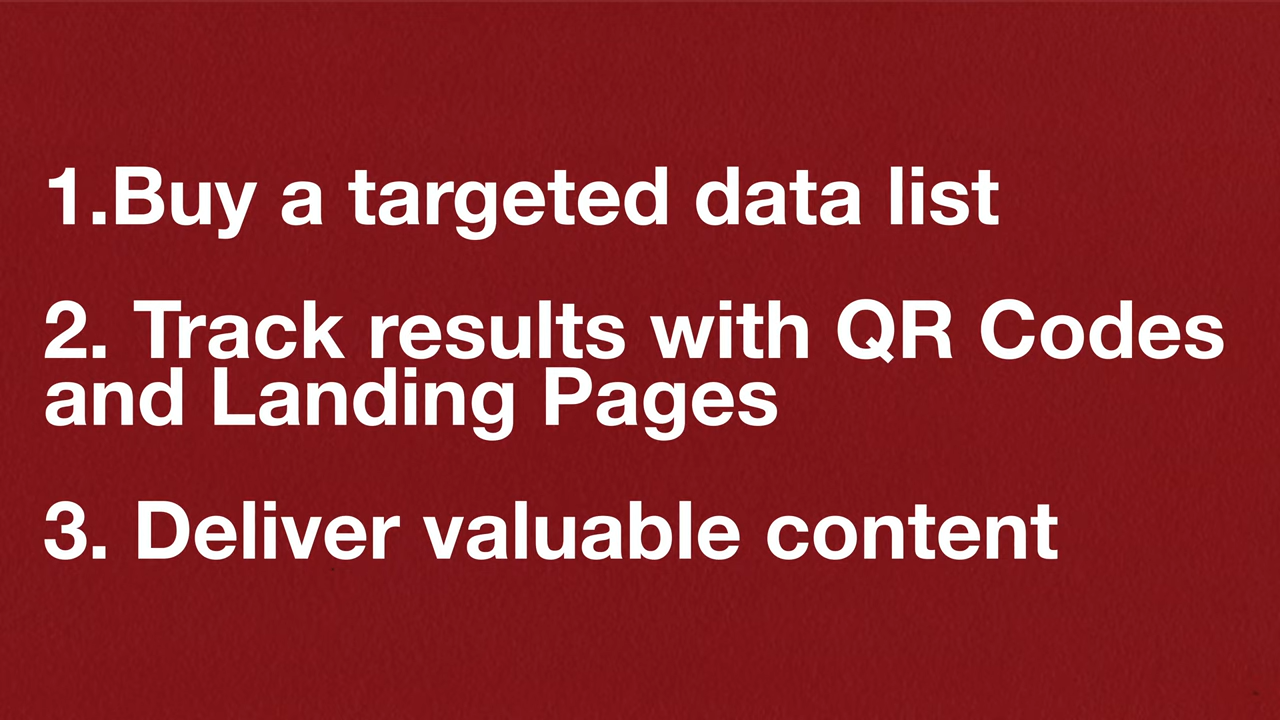 1.Buy a targeted data list
2. Track results with QR Codes
and Landing Pages
3. Deliver valuable content